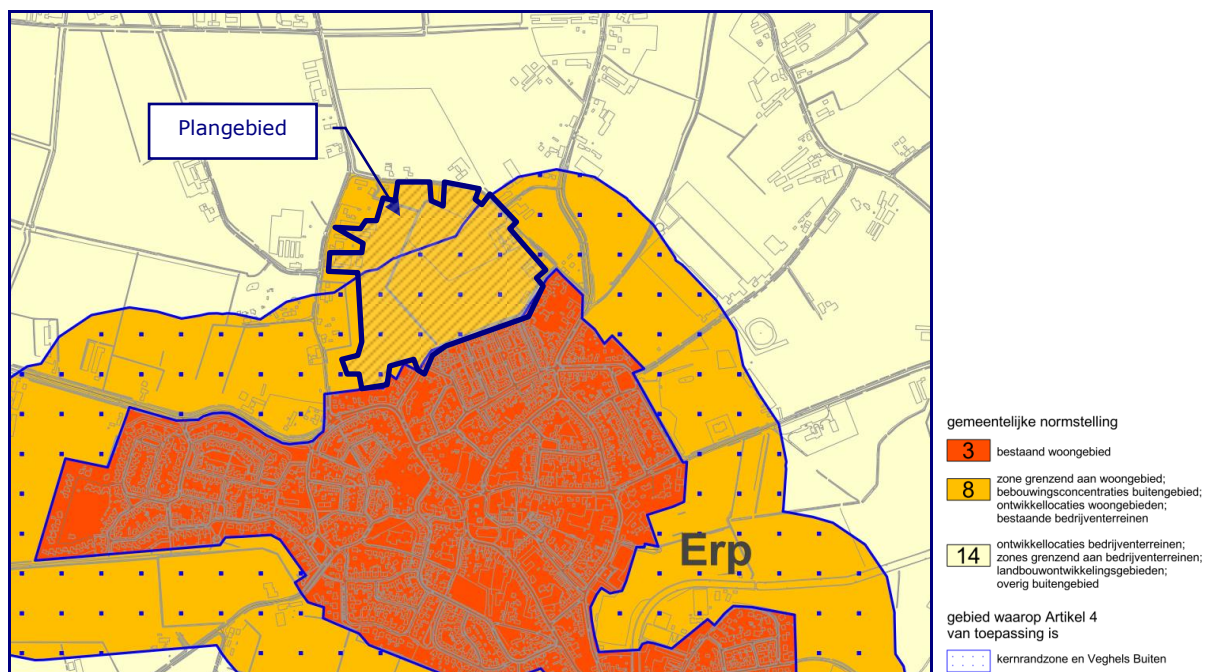 Plangebied
Erp
gemeentelijke normstelling
3 bestaand woongebied
8 zone grenzend aan woongebied;
bebouwingsconcentraties buitengebied;
ontwikkellocaties woongebieden;
bestaande bedrijventerreinen
14 ontwikkellocaties bedrijventerreinen;
zones grenzend aan bedrijventerreinen;
landbouwontwikkelingsgebieden;
overig buitengebied
gebied waarop Artikel 4
van toepassing is
kernrandzone en Veghels Buiten